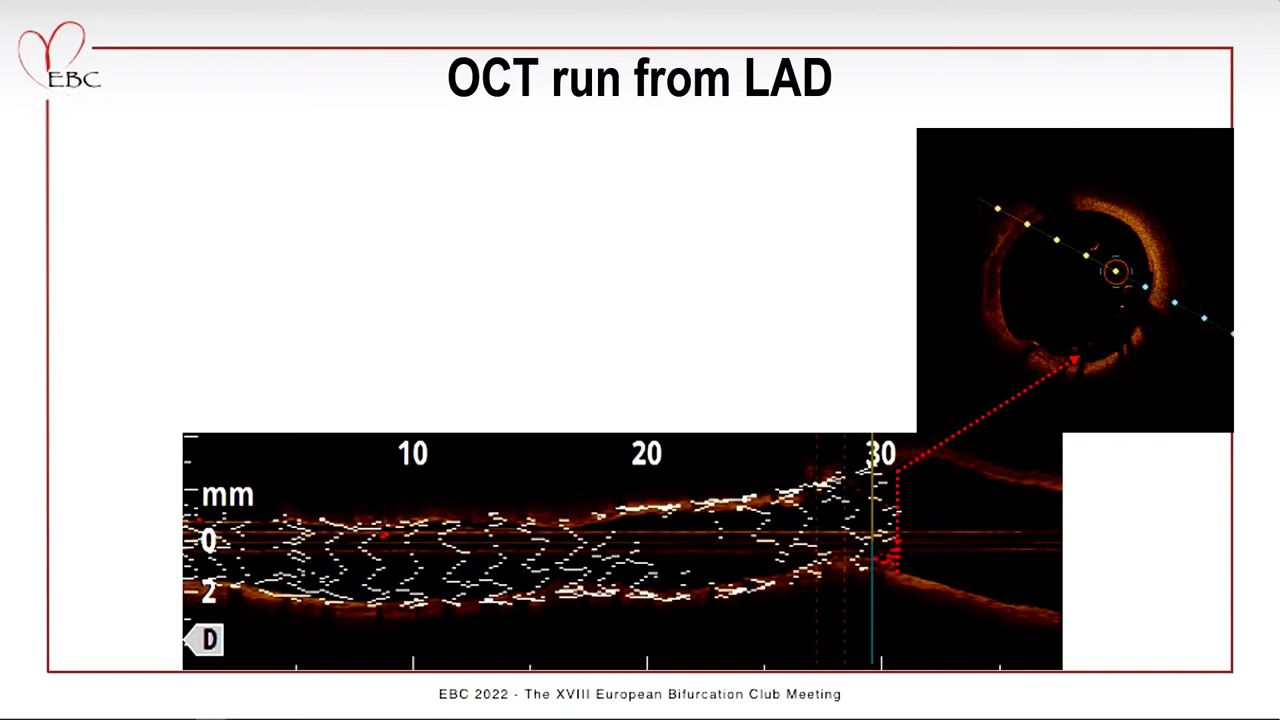 EBC
OCT run from LAD
10 20 30
mm
0
2
D
EBC 2022 - The XVIII European Bifurcation Club Meeting